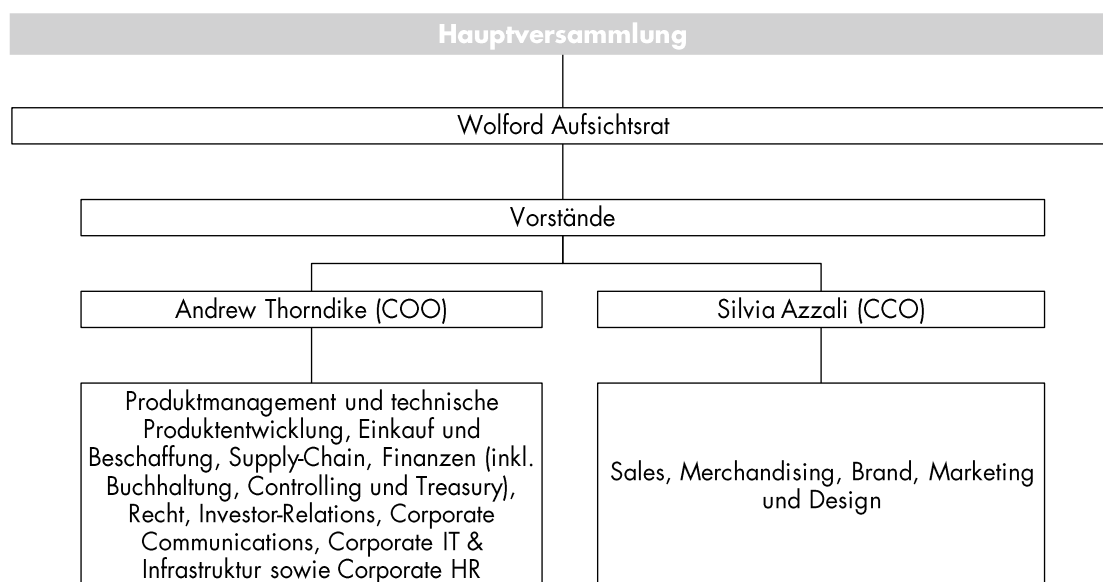 Hauptversammlung
Wolford Aufsichtsrat
Vorstände
Andrew Thorndike (COO)
Silvia Azzali (CCO)
Produktmanagement und technische
Produktentwicklung, Einkauf und
Beschaffung, Supply-Chain, Finanzen (inkl.
Buchhaltung, Controlling und Treasury),
Recht, Investor-Relations, Corporate
Communications, Corporate IT &
Infrastruktur sowie Corporate HR
Sales, Merchandising, Brand, Marketing
und Design